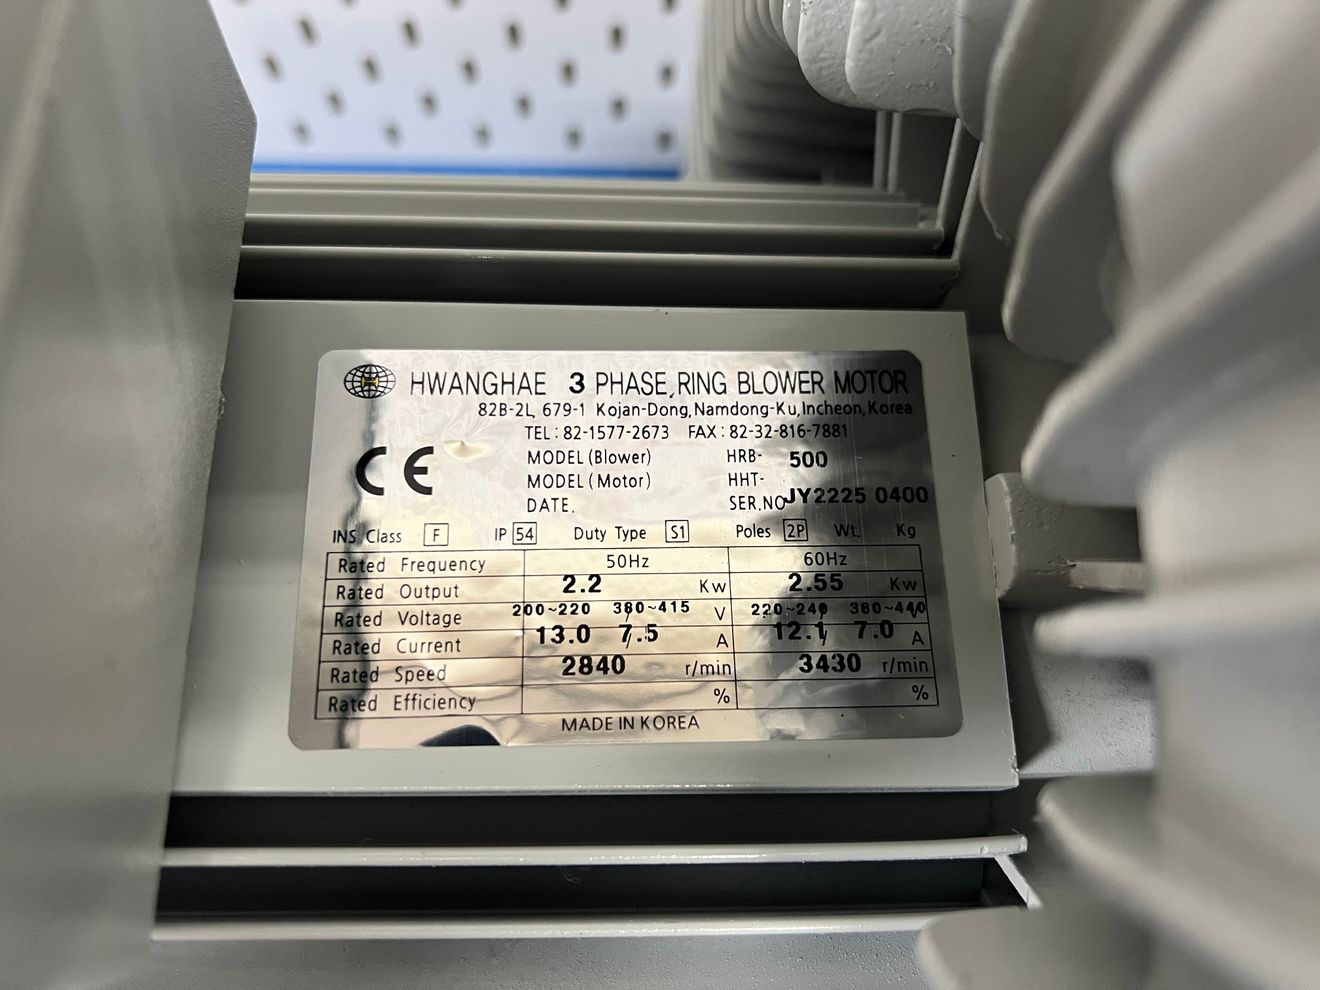 HWANGHAE 3 PHASE, RING BLOWER MOTOR
82B-2L, 679-1 Kojan-Dong, Namdong-Ku, Incheon, Korea
TEL : 82-1577-2673 FAX : 82-32-816-7881
CE
MODEL (Blower) HRB- 500
MODEL (Motor) HHT-
DATE. SER.NO JY2225 0400
INS Class F IP 54 Duty Type S1 Poles 2P Wt. Kg
Rated Frequency 50Hz 60Hz
Rated Output 2.2 Kw 2.55 Kw
Rated Voltage 200~220 / 380~415 V 220~240 / 380~440 V
Rated Current 13.0 / 7.5 A 12.1 / 7.0 A
Rated Speed 2840 r/min 3430 r/min
Rated Efficiency % %
MADE IN KOREA